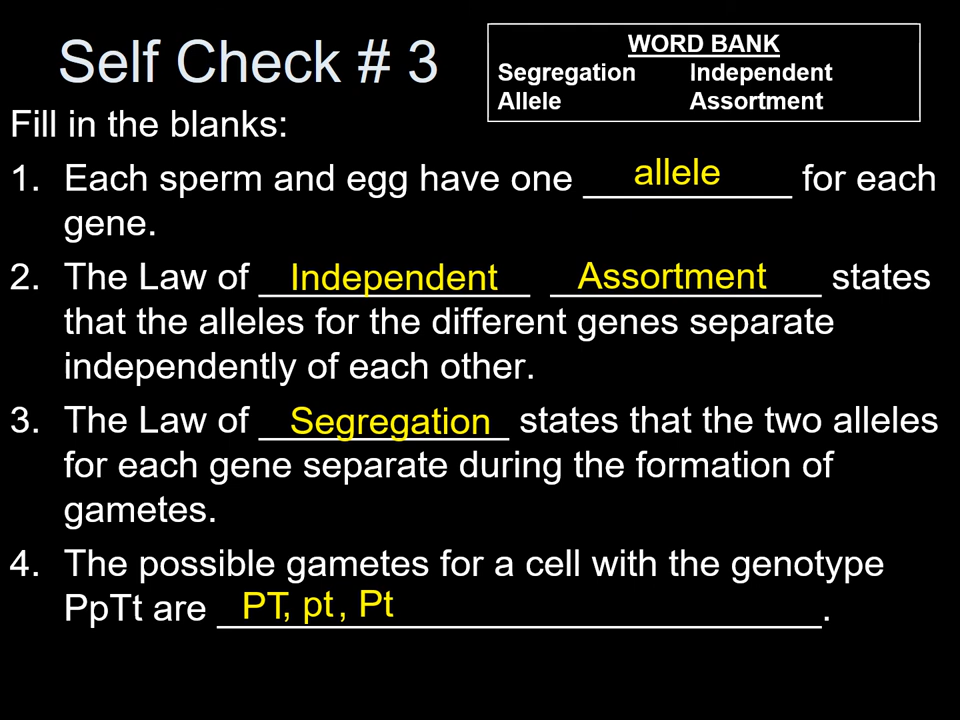 Self Check # 3
WORD BANK
Segregation Independent
Allele Assortment
Fill in the blanks:
1. Each sperm and egg have one allele for each
gene.
2. The Law of Independent Assortment states
that the alleles for the different genes separate
independently of each other.
3. The Law of Segregation states that the two alleles
for each gene separate during the formation of
gametes.
4. The possible gametes for a cell with the genotype
PpTt are PT, pt, Pt.